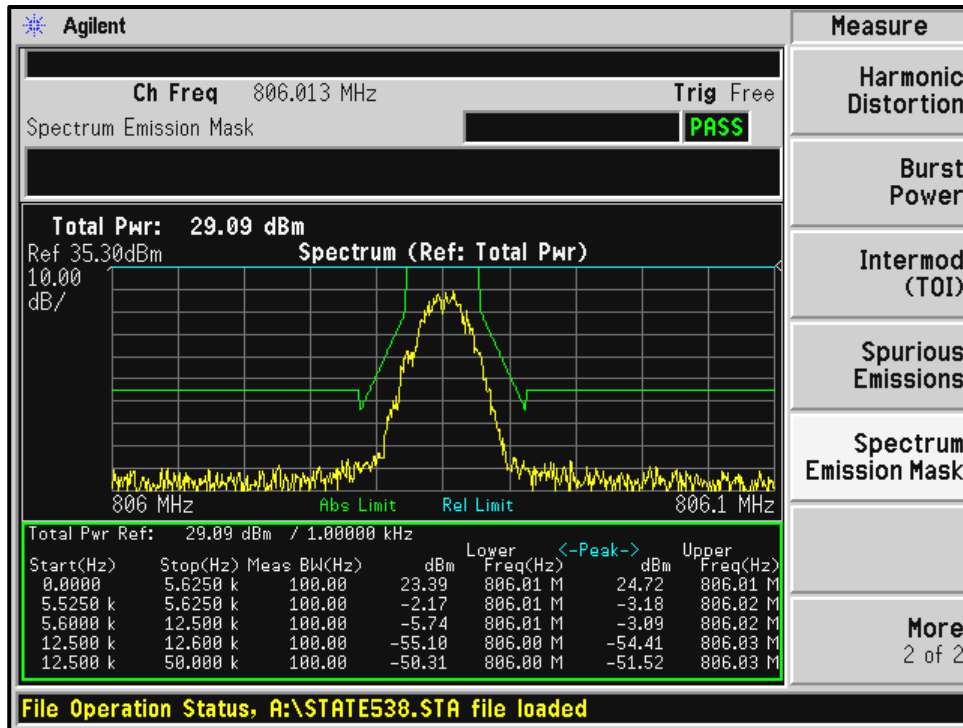 Agilent
Measure
Ch Freq 806.013 MHz Trig Free
Spectrum Emission Mask PASS
Total Pwr: 29.09 dBm
Ref 35.30dBm Spectrum (Ref: Total Pwr)
10.00
dB/
806 MHz Abs Limit Rel Limit 806.1 MHz
Total Pwr Ref: 29.09 dBm / 1.00000 kHz
Lower <-Peak-> Upper
Start(Hz) Stop(Hz) Meas BW(Hz) dBm Freq(Hz) dBm Freq(Hz)
0.0000 5.6250 k 100.00 23.39 806.01 M 24.72 806.01 M
5.5250 k 5.6250 k 100.00 -2.17 806.01 M -3.18 806.02 M
5.6000 k 12.500 k 100.00 -5.74 806.01 M -3.09 806.02 M
12.500 k 12.600 k 100.00 -55.10 806.00 M -54.41 806.03 M
12.500 k 50.000 k 100.00 -50.31 806.00 M -51.52 806.03 M
File Operation Status, A:\STATE538.STA file loaded
Harmonic
Distortion
Burst
Power
Intermod
(TOI)
Spurious
Emissions
Spectrum
Emission Mask
More
2 of 2